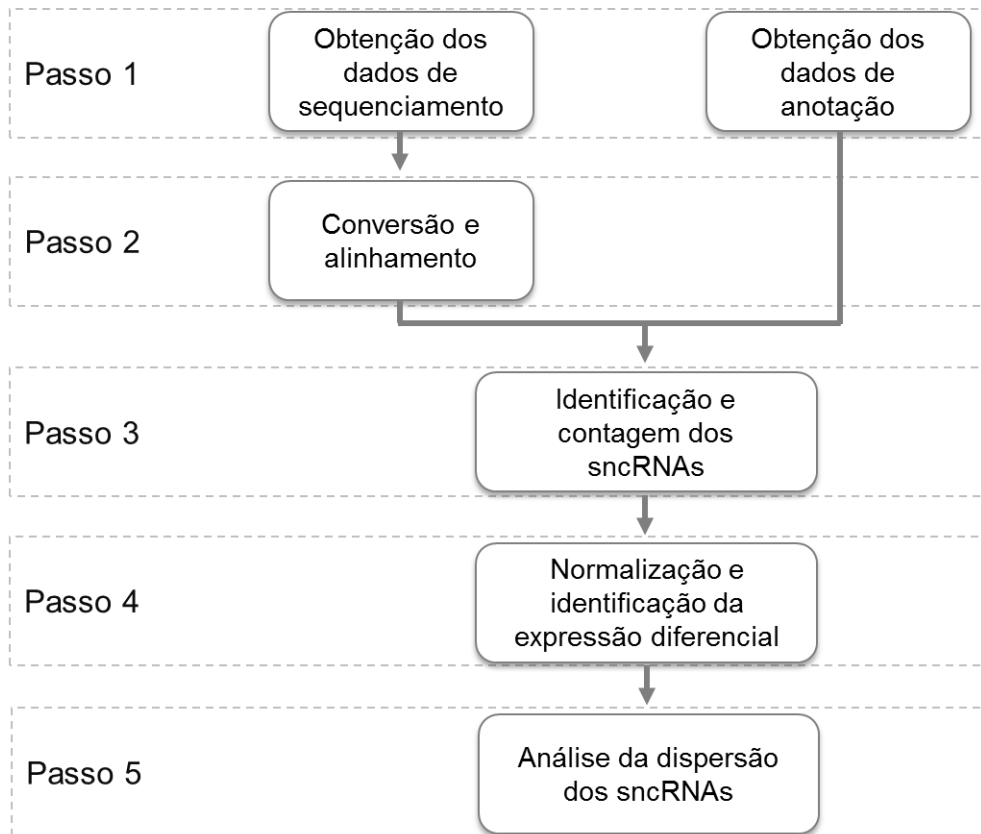 Passo 1
Obtenção dos
dados de
sequenciamento
Obtenção dos
dados de
anotação
Passo 2
Conversão e
alinhamento
Passo 3
Identificação e
contagem dos
sncRNAs
Passo 4
Normalização e
identificação da
expressão diferencial
Passo 5
Análise da dispersão
dos sncRNAs